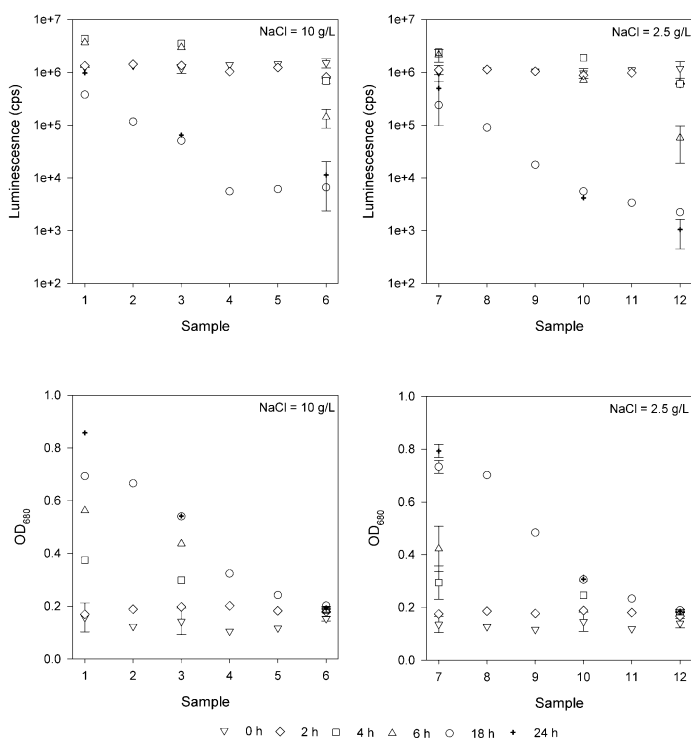 NaCl = 10 g/L
1e+7
1e+6
1e+5
1e+4
1e+3
1e+2
Luminescesnce (cps)
1 2 3 4 5 6
Sample
NaCl = 2.5 g/L
1e+7
1e+6
1e+5
1e+4
1e+3
1e+2
Luminescesnce (cps)
7 8 9 10 11 12
Sample
NaCl = 10 g/L
1.0
0.8
0.6
0.4
0.2
0.0
OD680
1 2 3 4 5 6
Sample
NaCl = 2.5 g/L
1.0
0.8
0.6
0.4
0.2
0.0
OD680
7 8 9 10 11 12
Sample
0 h 2 h 4 h 6 h 18 h 24 h